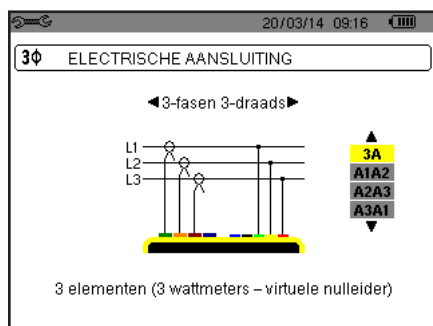 20/03/14 09:16
3Φ ELECTRISCHE AANSLUITING
◄3-fasen 3-draads►
L1
L2
L3
3A
A1A2
A2A3
A3A1
3 elementen (3 wattmeters – virtuele nulleider)